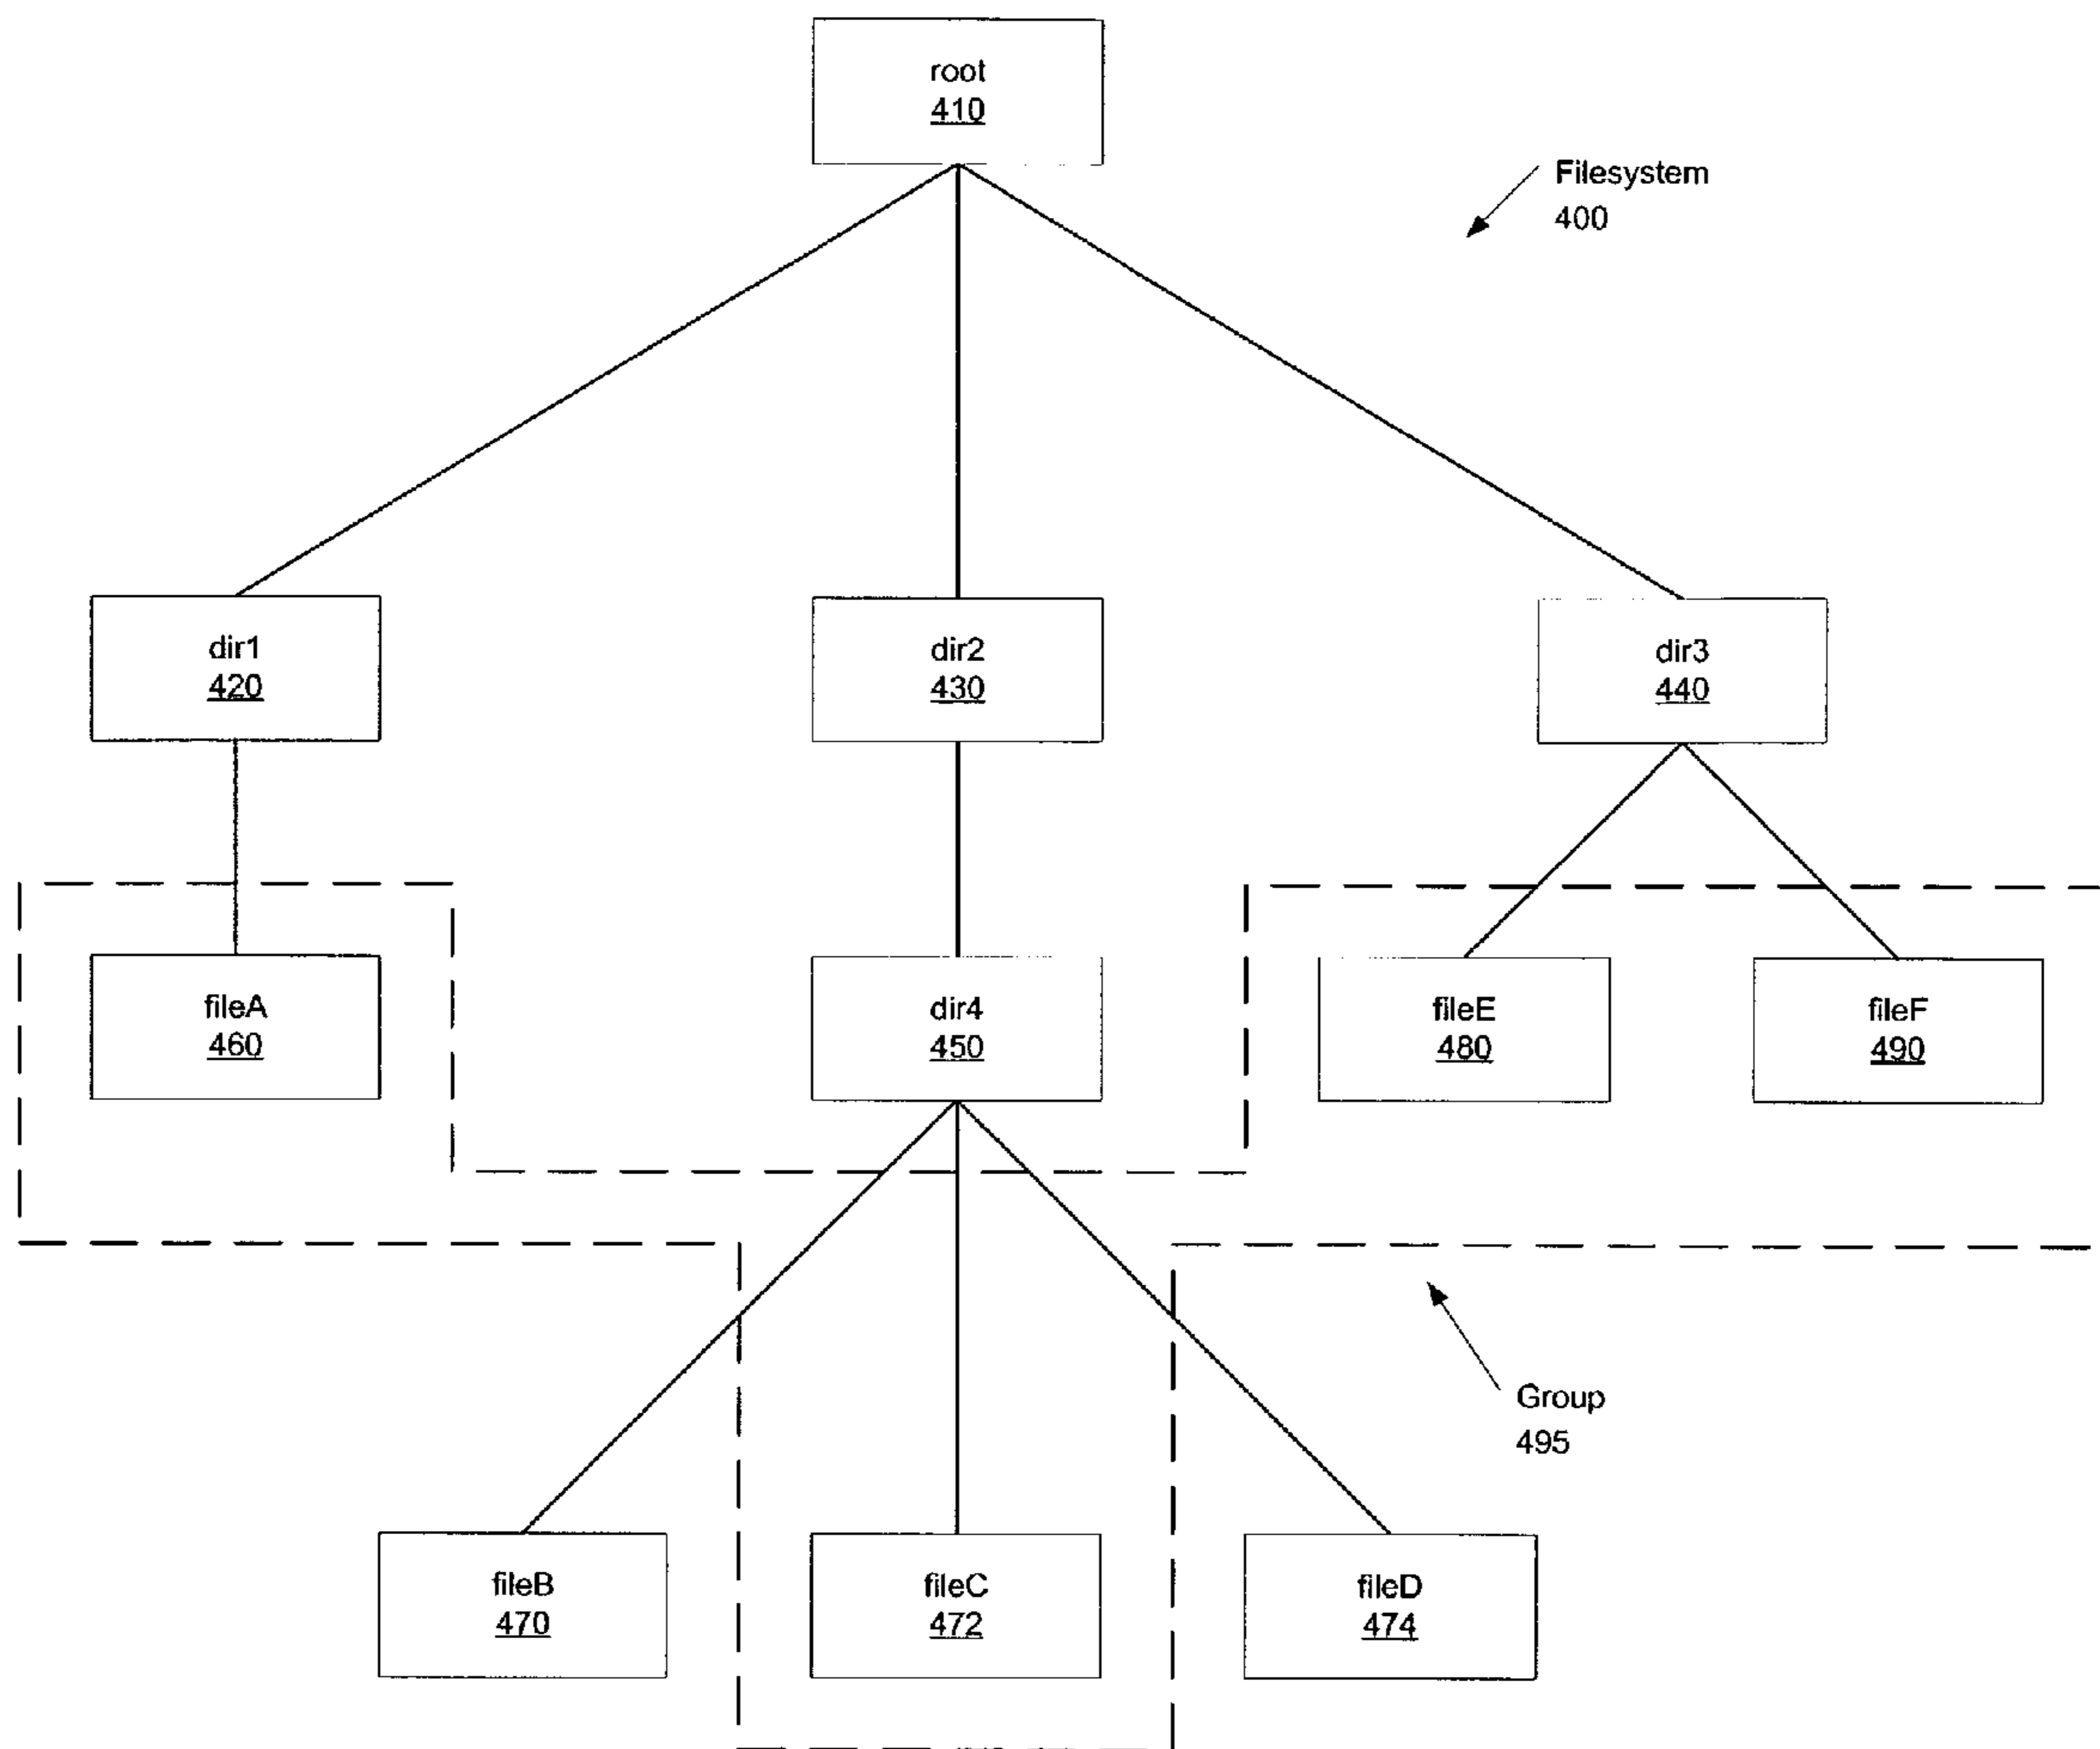 root
410
Filesystem
400
dir1
420
dir2
430
dir3
440
fileA
460
dir4
450
fileE
480
fileF
490
Group
495
fileB
470
fileC
472
fileD
474